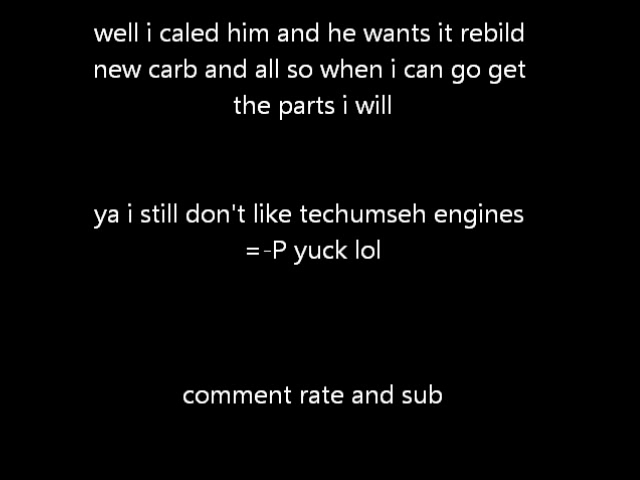 well i caled him and he wants it rebild
new carb and all so when i can go get
the parts i will
ya i still don't like techumseh engines
=-P yuck lol
comment rate and sub